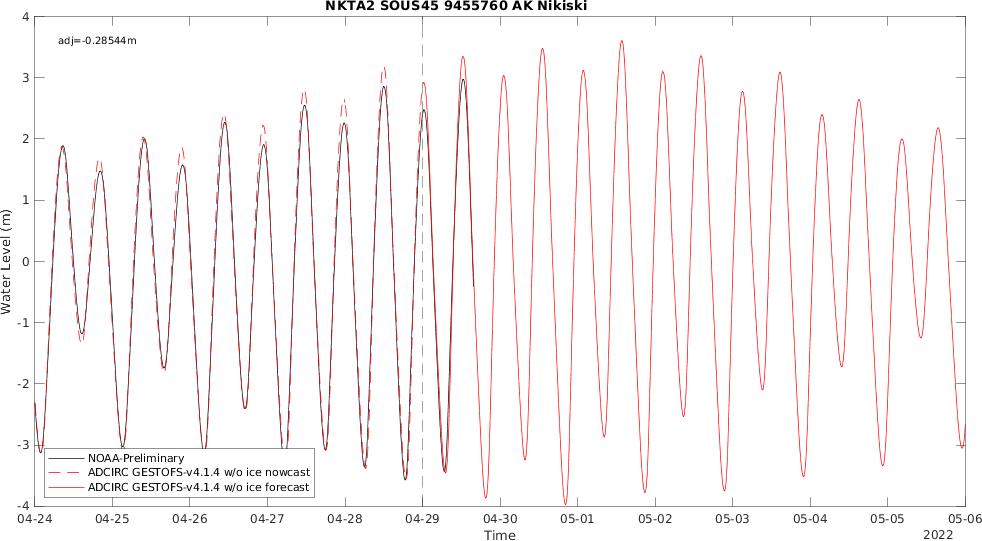 NKTA2 SOUS45 9455760 AK Nikiski
adj=-0.28544m
Water Level (m)
4
3
2
1
0
-1
-2
-3
-4
NOAA-Preliminary
ADCIRC GESTOFS-v4.1.4 w/o ice nowcast
ADCIRC GESTOFS-v4.1.4 w/o ice forecast
04-24 04-25 04-26 04-27 04-28 04-29 04-30 05-01 05-02 05-03 05-04 05-05 05-06
Time
2022